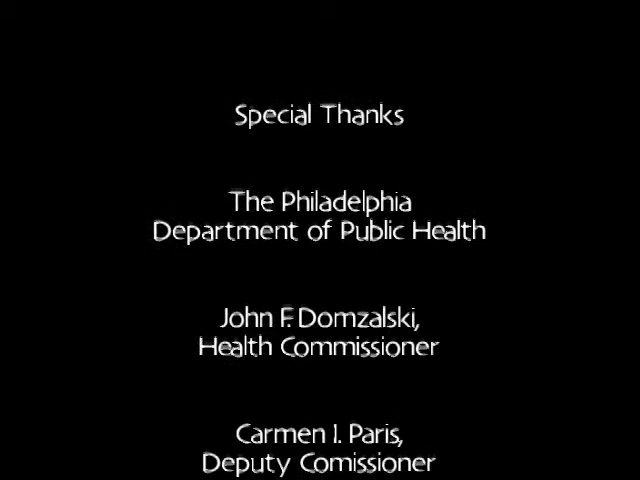 Special Thanks
The Philadelphia
Department of Public Health
John F. Domzalski,
Health Commissioner
Carmen I. Paris,
Deputy Comissioner